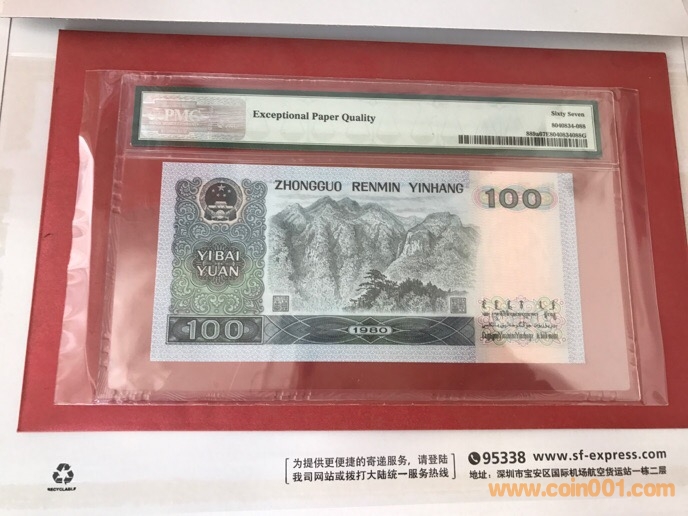 PMG
Exceptional Paper Quality
Sixty Seven
8040834-088
889a67E8040834088G
ZHONGGUO RENMIN YINHANG
100
YIBAI
YUAN
100
1980
为提供更便捷的寄递服务，请登陆
我司网站或拨打大陆统一服务热线
95338 www.sf-express.com
地址：深圳市宝安区国际机场航空货运站一栋二层
RECYCLABLE
www.coin001.com